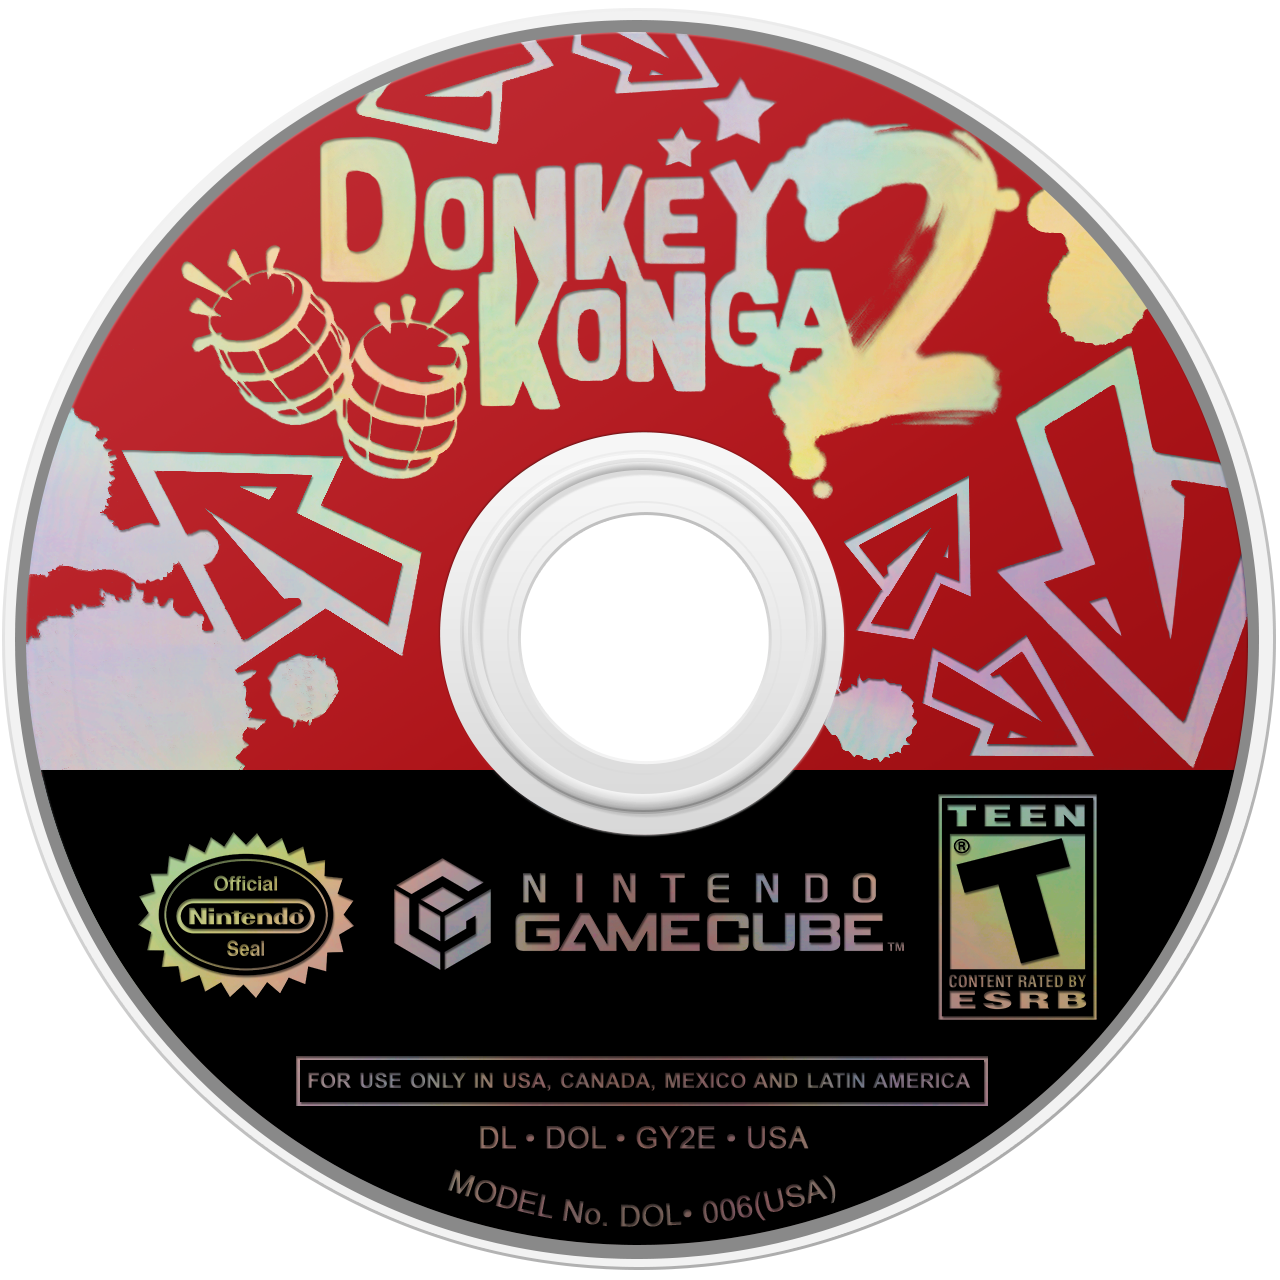 DONKEY
KONGA 2
Official
Nintendo®
Seal
NINTENDO
GAMECUBE™
TEEN
®
T
CONTENT RATED BY
ESRB
FOR USE ONLY IN USA, CANADA, MEXICO AND LATIN AMERICA
DL • DOL • GY2E • USA
MODEL No. DOL• 006(USA)